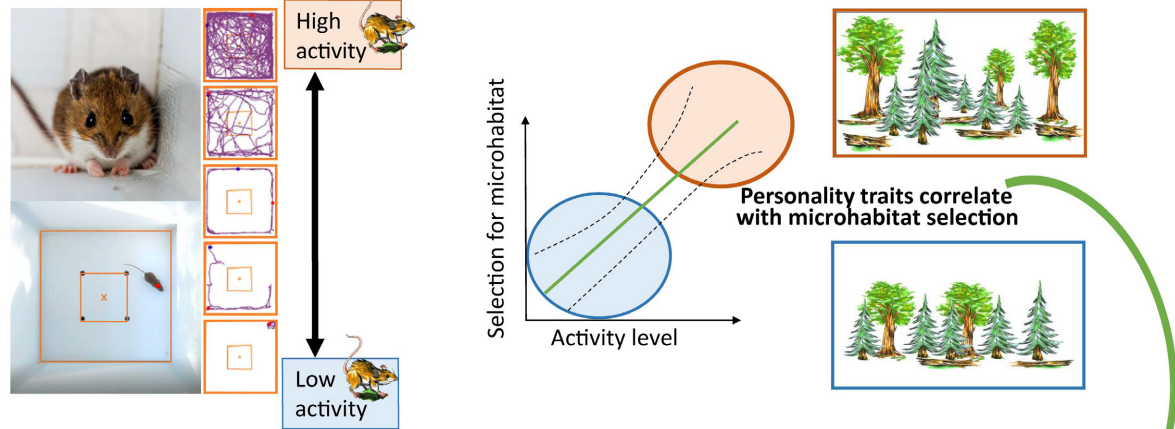 High
activity
Low
activity
Selection for microhabitat
Activity level
Personality traits correlate
with microhabitat selection